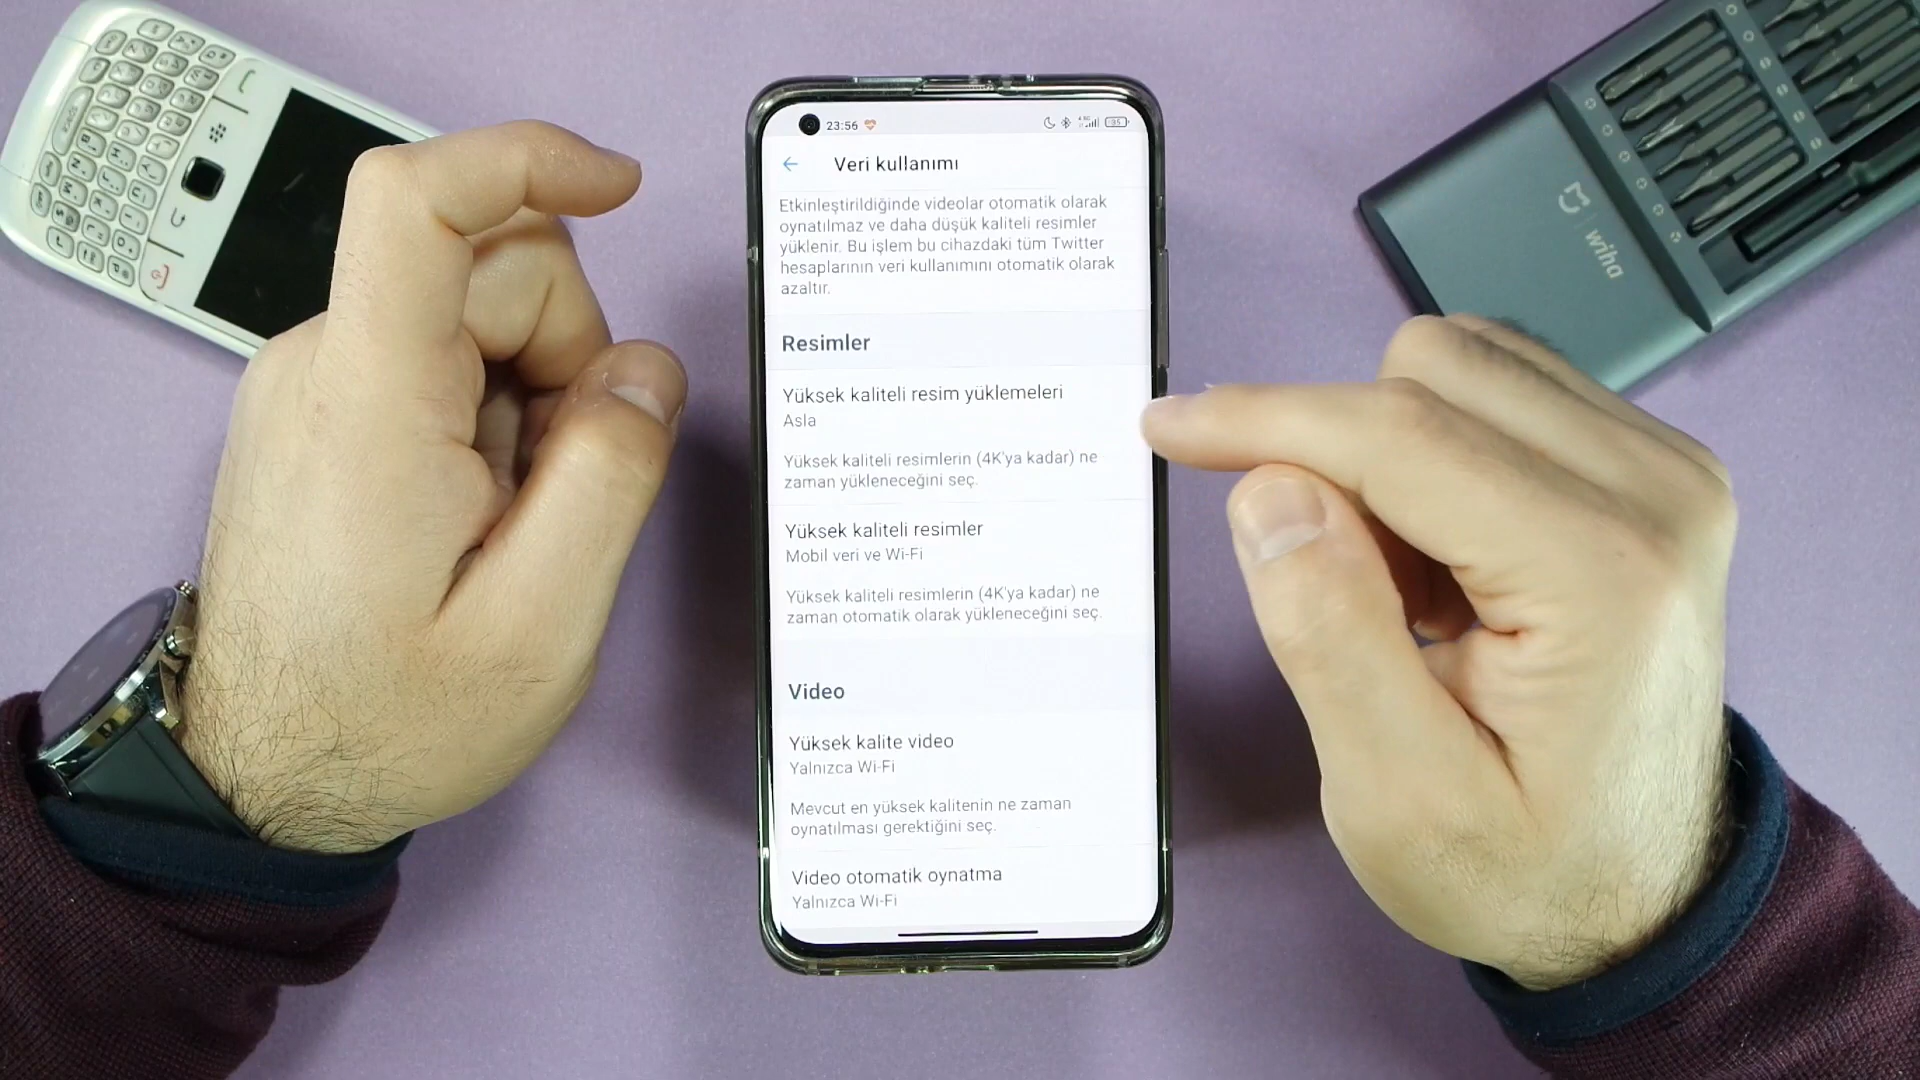 23:56
35
Veri kullanımı
Etkinleştirildiğinde videolar otomatik olarak
oynatılmaz ve daha düşük kaliteli resimler
yüklenir. Bu işlem bu cihazdaki tüm Twitter
hesaplarının veri kullanımını otomatik olarak
azaltır.
Resimler
Yüksek kaliteli resim yüklemeleri
Asla
Yüksek kaliteli resimlerin (4K'ya kadar) ne
zaman yükleneceğini seç.
Yüksek kaliteli resimler
Mobil veri ve Wi-Fi
Yüksek kaliteli resimlerin (4K'ya kadar) ne
zaman otomatik olarak yükleneceğini seç.
Video
Yüksek kalite video
Yalnızca Wi-Fi
Mevcut en yüksek kalitenin ne zaman
oynatılması gerektiğini seç.
Video otomatik oynatma
Yalnızca Wi-Fi
wiha